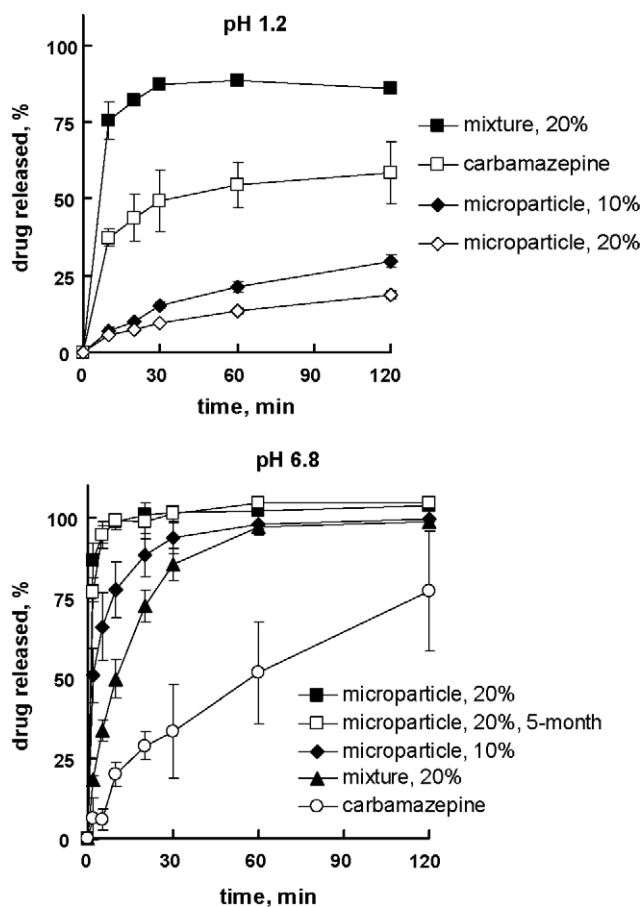 pH 1.2
100
75
50
25
0
drug released, %
0
30
60
90
120
time, min
mixture, 20%
carbamazepine
microparticle, 10%
microparticle, 20%
pH 6.8
100
75
50
25
0
drug released, %
0
30
60
90
120
time, min
microparticle, 20%
microparticle, 20%, 5-month
microparticle, 10%
mixture, 20%
carbamazepine